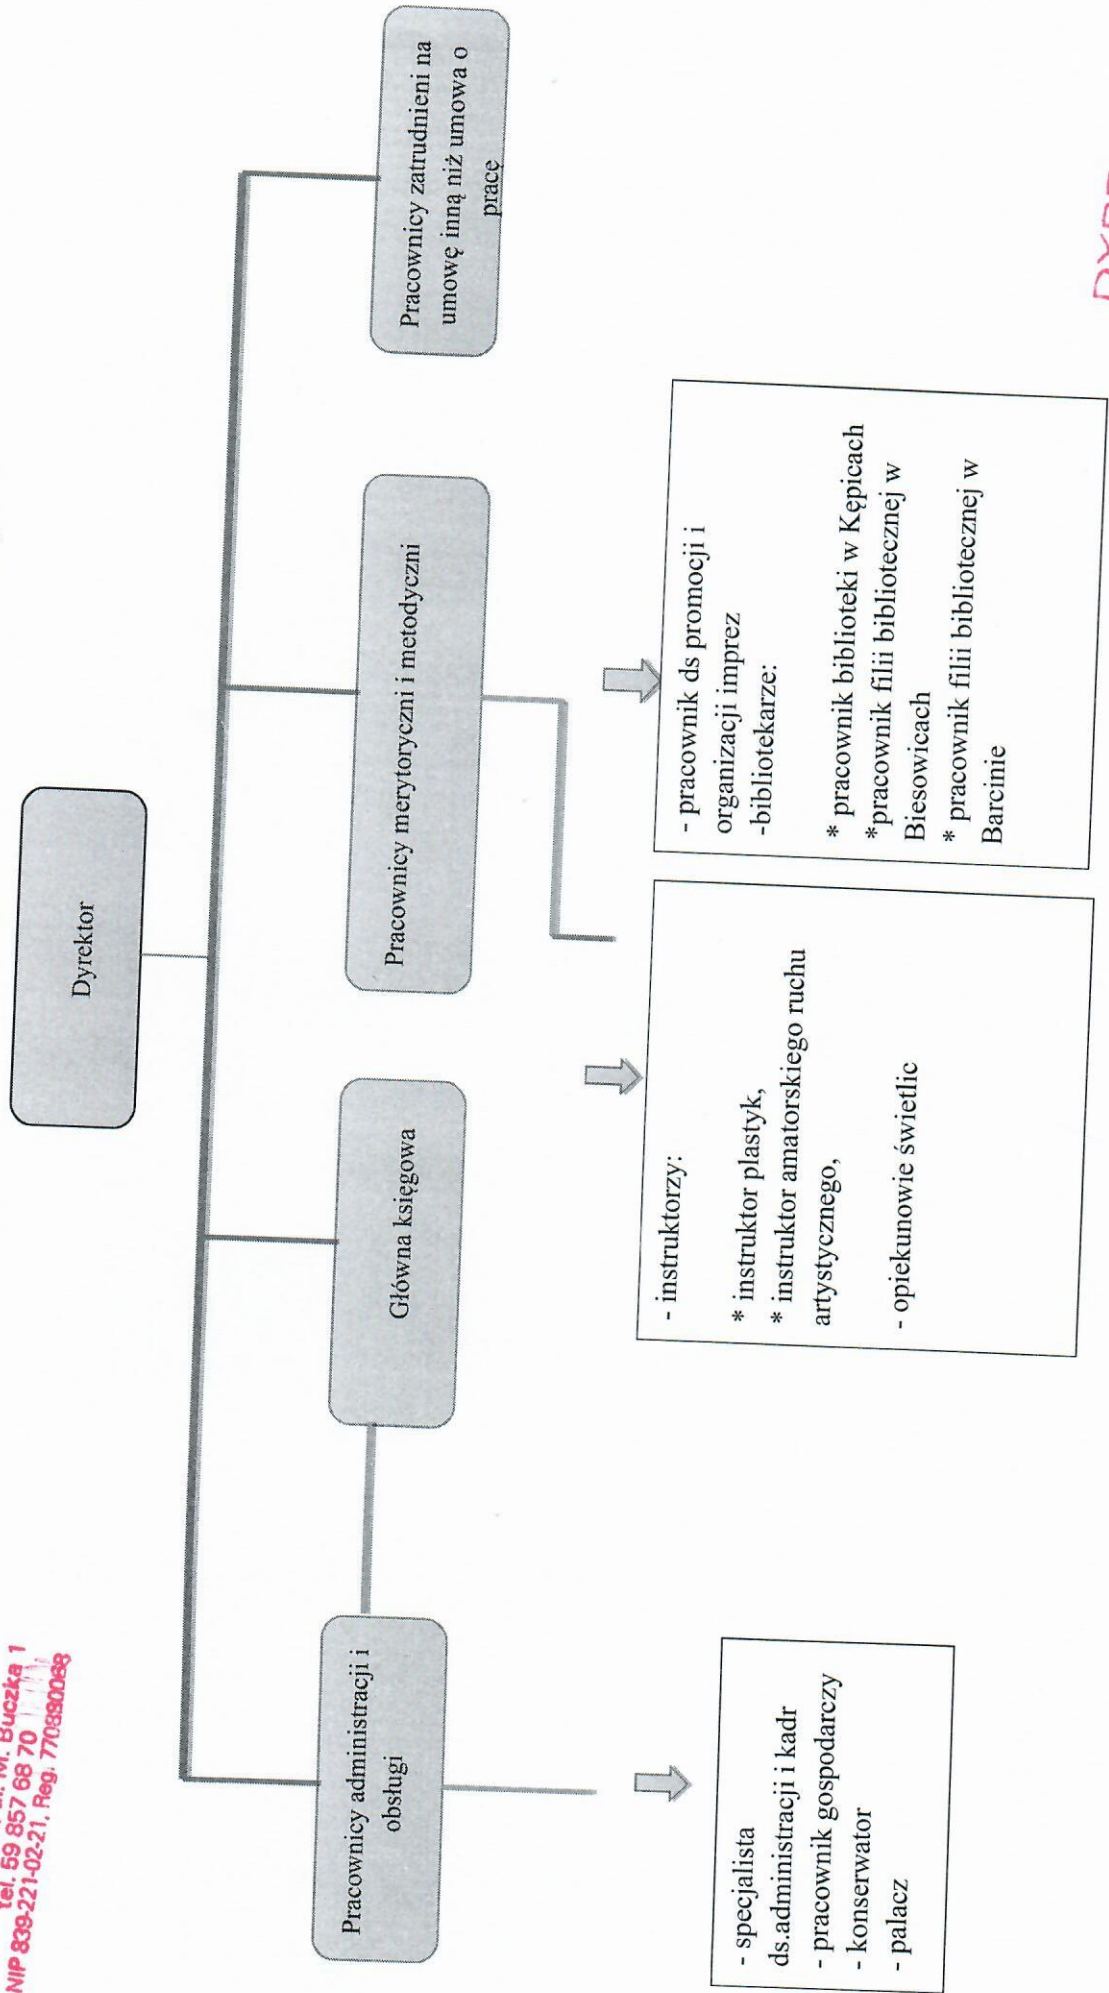 tel. 59 857 68 70
NIP 839-221-02-21, Reg. 770890068
Dyrektor
Pracownicy administracji i
obsługi
Główna księgowa
Pracownicy merytoryczni i metodyczni
Pracownicy zatrudnieni na
umowę inną niż umowa o
pracę
- specjalista
ds.administracji i kadr
- pracownik gospodarczy
- konserwator
- palacz
- instruktorzy:
* instruktor plastyk,
* instruktor amatorskiego ruchu
artystycznego,
- opiekunowie świetlic
- pracownik ds promocji i
organizacji imprez
-bibliotekarze:
* pracownik biblioteki w Kępicach
*pracownik filii bibliotecznej w
Biesowicach
* pracownik filii bibliotecznej w
Barcinie